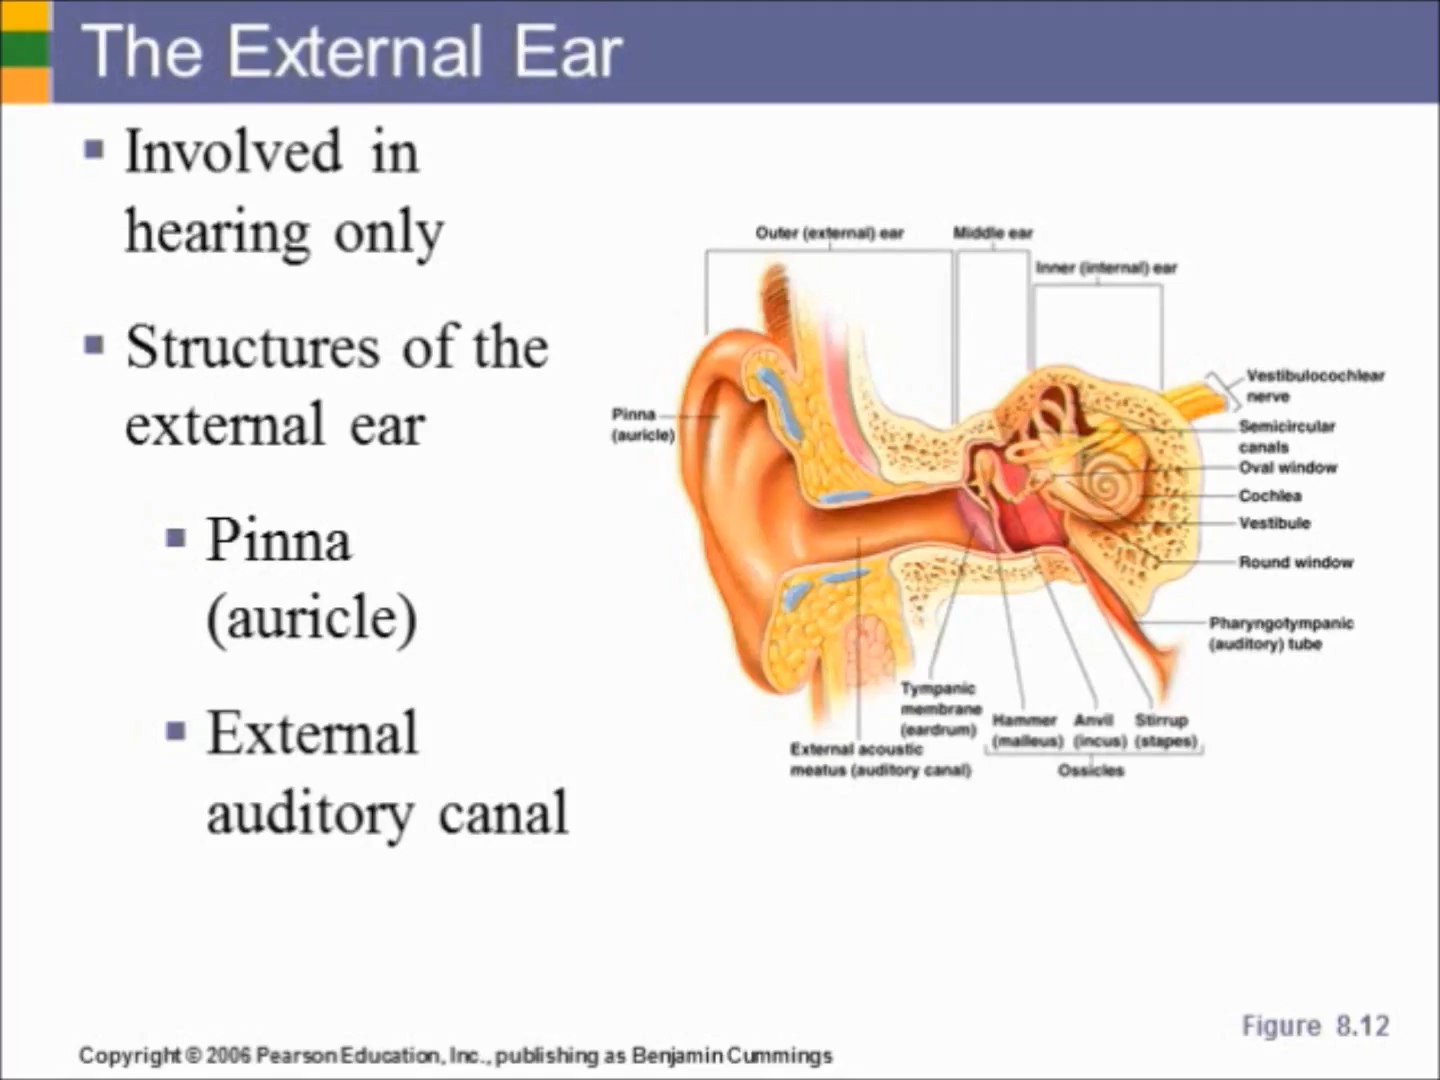 The External Ear
Involved in
hearing only
Structures of the
external ear
Pinna
(auricle)
External
auditory canal
Outer (external) ear
Middle ear
Inner (internal) ear
Pinna
(auricle)
Vestibulocochlear
nerve
Semicircular
canals
Oval window
Cochlea
Vestibule
Round window
Pharyngotympanic
(auditory) tube
Tympanic
membrane
(eardrum)
Hammer
(malleus)
Anvil
(incus)
Stirrup
(stapes)
Ossicles
External acoustic
meatus (auditory canal)
Figure 8.12
Copyright © 2006 Pearson Education, Inc., publishing as Benjamin Cummings